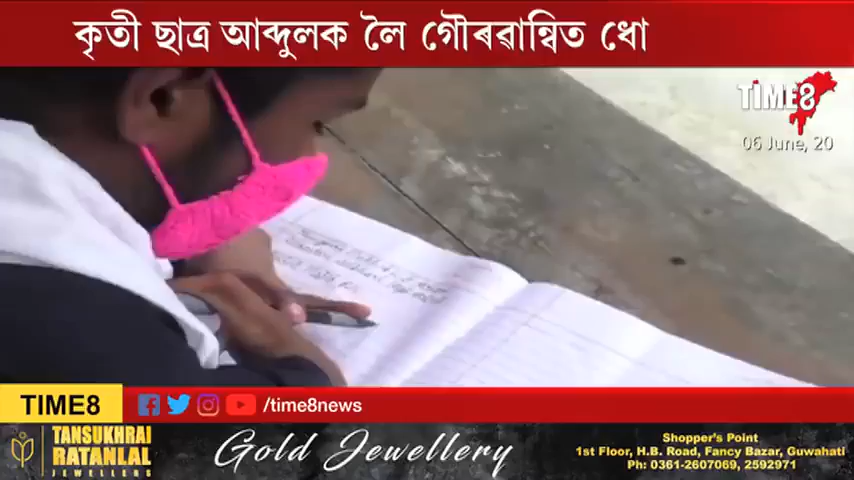 কৃতী ছাত্ৰ আব্দুলক লৈ গৌৰৱান্বিত ধো
TIME8
06 June, 20
TIME8 /time8news
TANSUKHRAI
RATANLAL
JEWELLERS
Gold Jewellery
Shopper's Point
1st Floor, H.B. Road, Fancy Bazar, Guwahati
Ph: 0361-2607069, 2592971